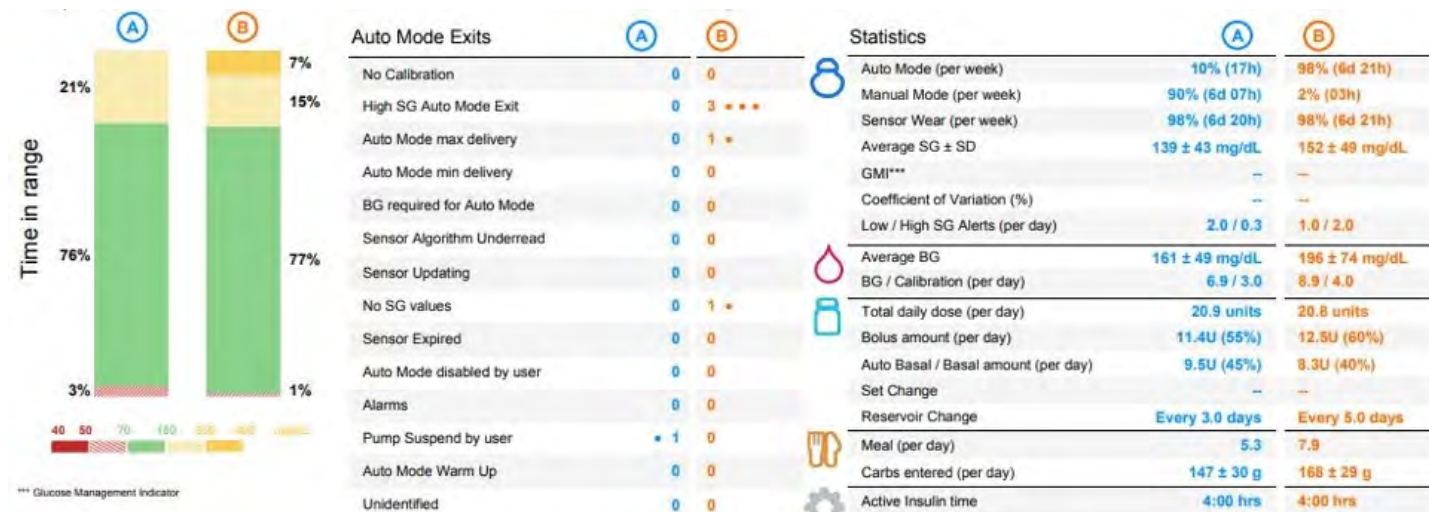 A B
7%
21%
15%
Time in range
76%
77%
3%
1%
40 50 70 180
*** Glucose Management Indicator
Auto Mode Exits A B
No Calibration 0 0
High SG Auto Mode Exit 0 3
Auto Mode max delivery 0 1
Auto Mode min delivery 0 0
BG required for Auto Mode 0 0
Sensor Algorithm Underread 0 0
Sensor Updating 0 0
No SG values 0 1
Sensor Expired 0 0
Auto Mode disabled by user 0 0
Alarms 0 0
Pump Suspend by user 1 0
Auto Mode Warm Up 0 0
Unidentified 0 0
Statistics A B
Auto Mode (per week) 10% (17h) 98% (6d 21h)
Manual Mode (per week) 90% (6d 07h) 2% (03h)
Sensor Wear (per week) 98% (6d 20h) 98% (6d 21h)
Average SG ± SD 139 ± 43 mg/dL 152 ± 49 mg/dL
GMI*** -- --
Coefficient of Variation (%) -- --
Low / High SG Alerts (per day) 2.0 / 0.3 1.0 / 2.0
Average BG 161 ± 49 mg/dL 196 ± 74 mg/dL
BG / Calibration (per day) 6.9 / 3.0 8.9 / 4.0
Total daily dose (per day) 20.9 units 20.8 units
Bolus amount (per day) 11.4U (55%) 12.5U (60%)
Auto Basal / Basal amount (per day) 9.5U (45%) 8.3U (40%)
Set Change -- --
Reservoir Change Every 3.0 days Every 5.0 days
Meal (per day) 5.3 7.9
Carbs entered (per day) 147 ± 30 g 168 ± 29 g
Active Insulin time 4:00 hrs 4:00 hrs